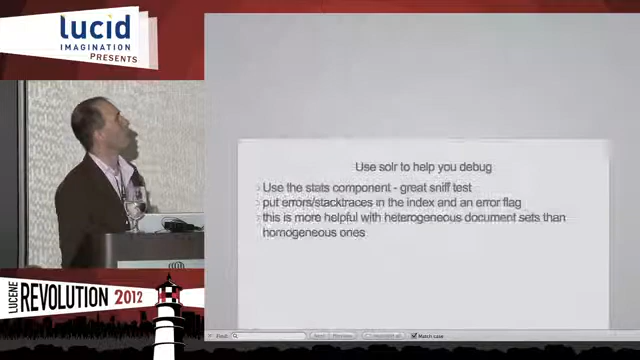 lucid
IMAGINATION
PRESENTS
Use solr to help you debug
Use the stats component - great sniff test
put errors/stacktraces in the index and an error flag
this is more helpful with heterogeneous document sets than
homogeneous ones
LUCENE
REVOLUTION 2012
Find:
Next
Previous
Match case